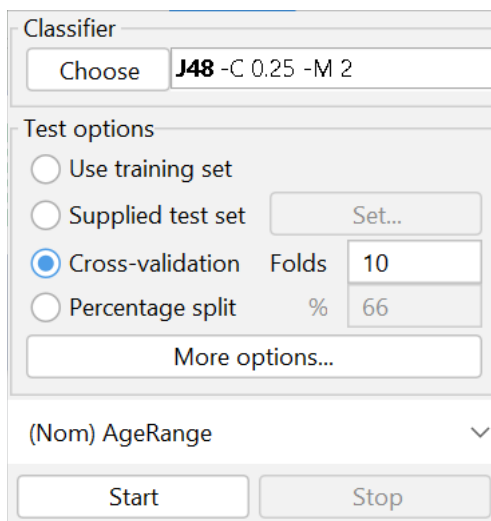 Classifier
Choose J48 -C 0.25 -M 2
Test options
Use training set
Supplied test set Set...
Cross-validation Folds 10
Percentage split % 66
More options...
(Nom) AgeRange
Start Stop